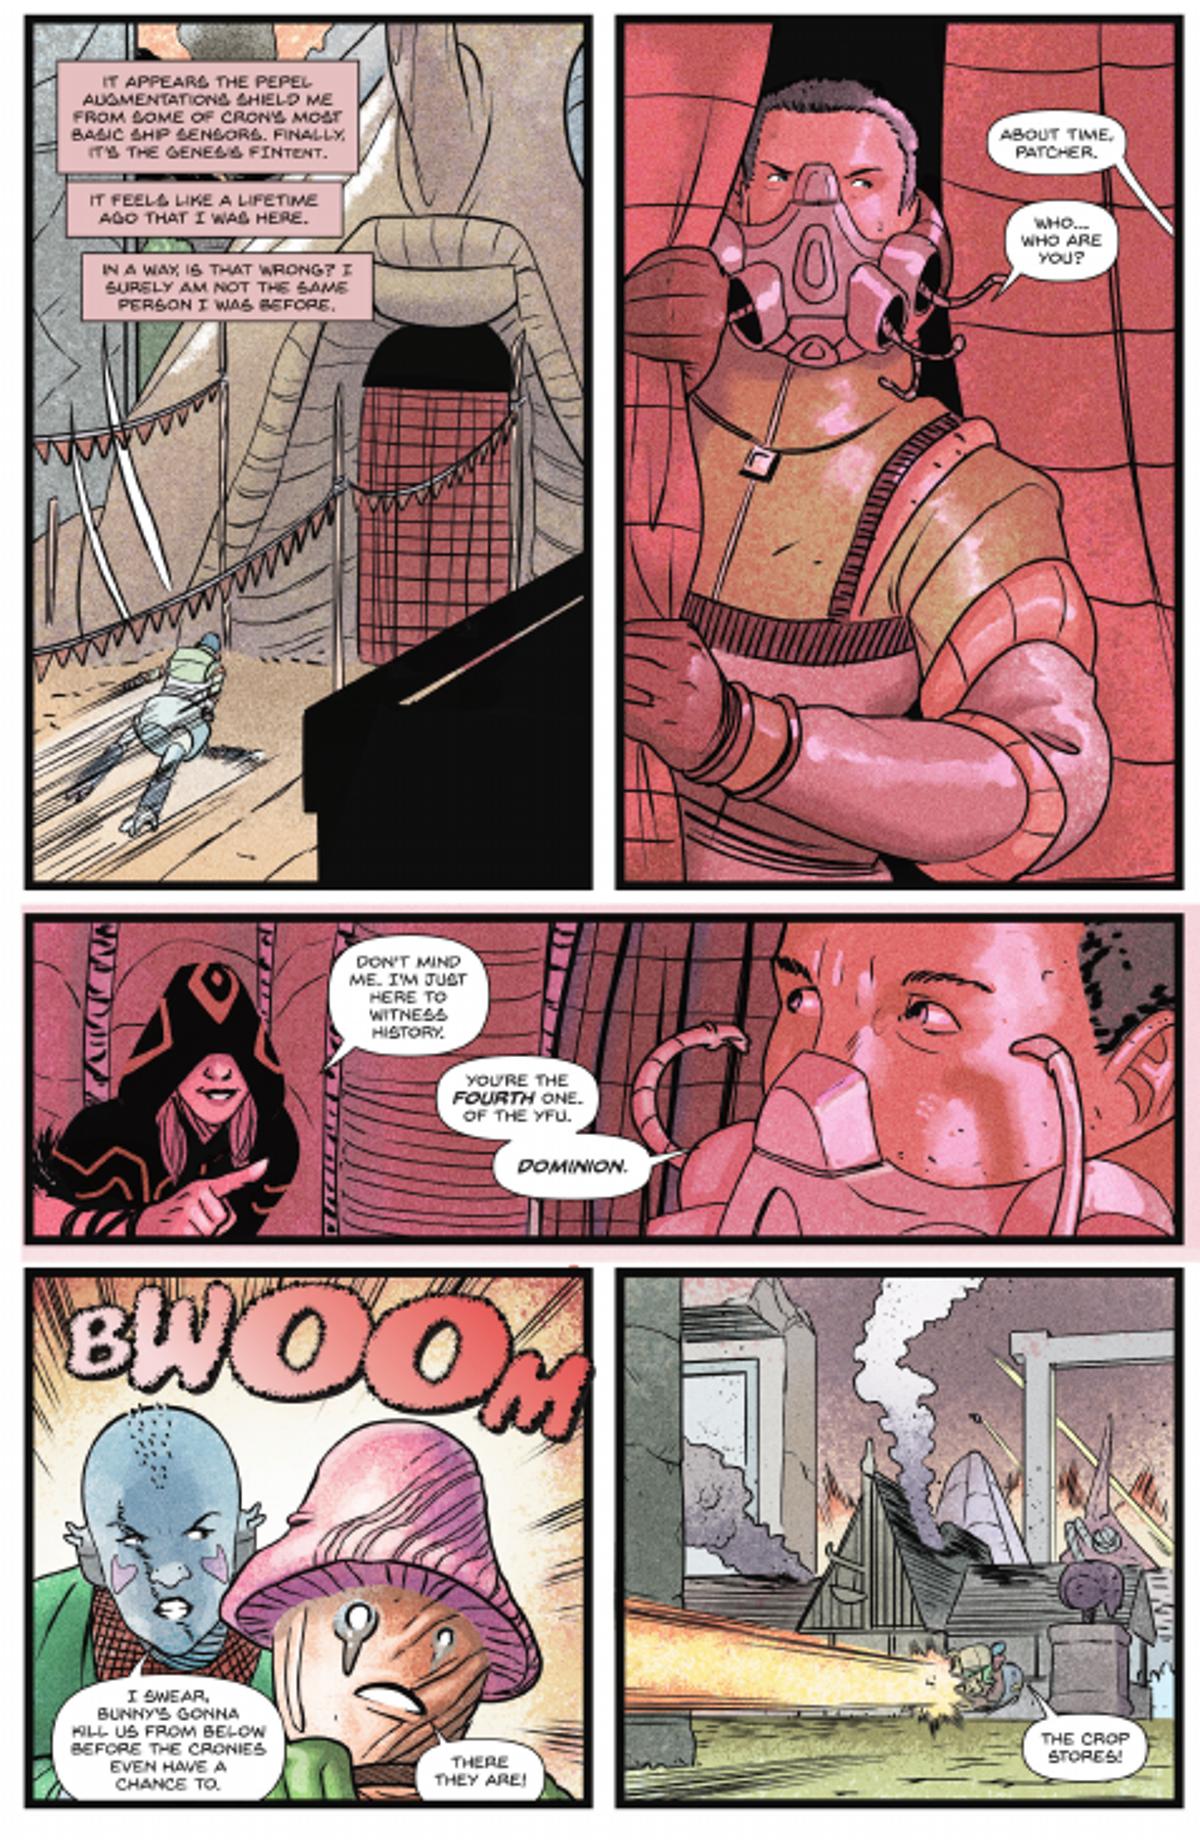 IT APPEARS THE PEPEL
AUGMENTATIONS SHIELD ME
FROM SOME OF CRON'S MOST
BASIC SHIP SENSORS. FINALLY,
IT'S THE GENESIS FINTENT.
IT FEELS LIKE A LIFETIME
AGO THAT I WAS HERE.
IN A WAY, IS THAT WRONG? I
SURELY AM NOT THE SAME
PERSON I WAS BEFORE.
ABOUT TIME,
PATCHER.
WHO...
WHO ARE
YOU?
DON'T MIND
ME. I'M JUST
HERE TO
WITNESS
HISTORY.
YOU'RE THE
FOURTH ONE.
OF THE YFU.
DOMINION.
BWOOM
I SWEAR,
BUNNY'S GONNA
KILL US FROM BELOW
BEFORE THE CRONIES
EVEN HAVE A
CHANCE TO.
THERE
THEY ARE!
THE CROP
STORES!